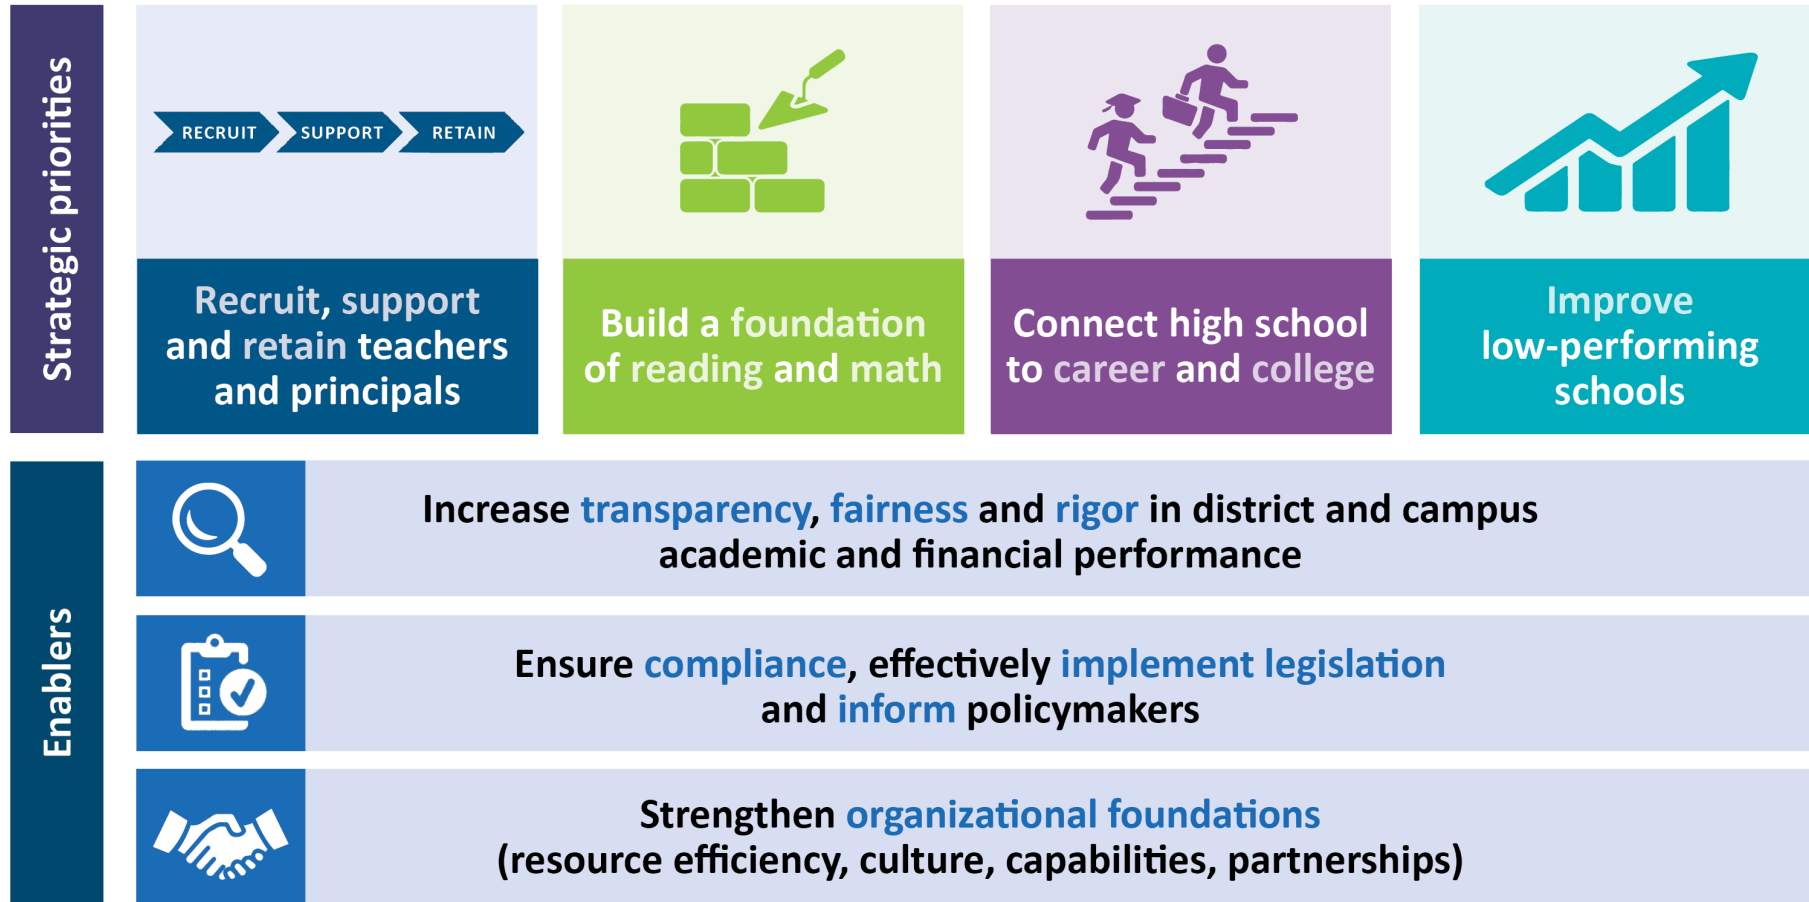 Strategic priorities
RECRUIT
SUPPORT
RETAIN
Recruit, support
and retain teachers
and principals
Build a foundation
of reading and math
Connect high school
to career and college
Improve
low-performing
schools
Enablers
Increase transparency, fairness and rigor in district and campus
academic and financial performance
Ensure compliance, effectively implement legislation
and inform policymakers
Strengthen organizational foundations
(resource efficiency, culture, capabilities, partnerships)